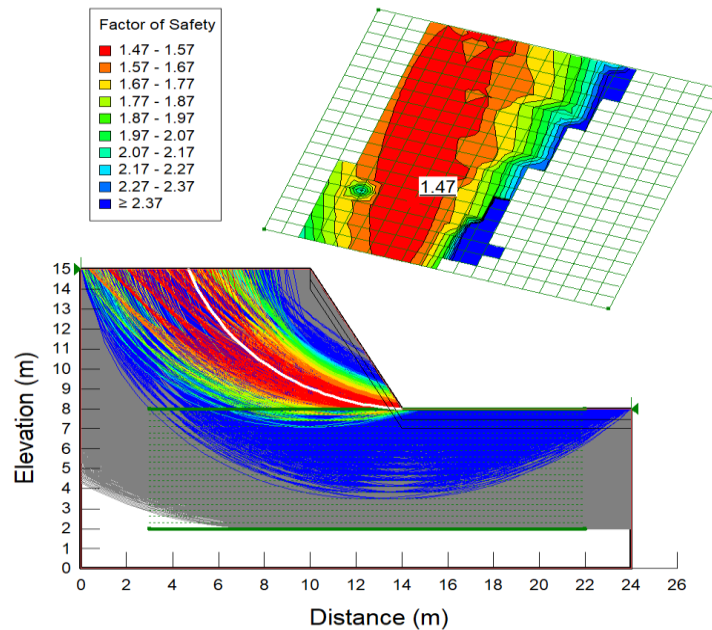 Factor of Safety
1.47 - 1.57
1.57 - 1.67
1.67 - 1.77
1.77 - 1.87
1.87 - 1.97
1.97 - 2.07
2.07 - 2.17
2.17 - 2.27
2.27 - 2.37
≥ 2.37
1.47
15
14
13
12
11
10
9
8
7
6
5
4
3
2
1
0
Elevation (m)
0 2 4 6 8 10 12 14 16 18 20 22 24 26
Distance (m)